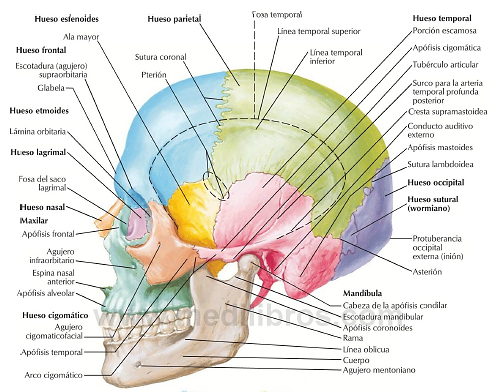 Hueso esfenoides
Ala mayor
Hueso frontal
Escotadura (agujero)
supraorbitaria
Glabela
Hueso etmoides
Lámina orbitaria
Hueso lagrimal
Fosa del saco
lagrimal
Hueso nasal
Maxilar
Apófisis frontal
Agujero
infraorbitario
Espina nasal
anterior
Apófisis alveolar
Hueso cigomático
Agujero
cigomaticofacial
Apófisis temporal
Arco cigomático
Hueso parietal
Sutura coronal
Pterión
Fosa temporal
Línea temporal superior
Línea temporal
inferior
Hueso temporal
Porción escamosa
Apófisis cigomática
Tubérculo articular
Surco para la arteria
temporal profunda
posterior
Cresta supramastoidea
Conducto auditivo
externo
Apófisis mastoides
Sutura lambdoidea
Hueso occipital
Hueso sutural
(wormiano)
Protuberancia
occipital
externa (inión)
Asterión
Mandíbula
Cabeza de la apófisis condilar
Escotadura mandibular
Apófisis coronoides
Rama
Línea oblicua
Cuerpo
Agujero mentoniano